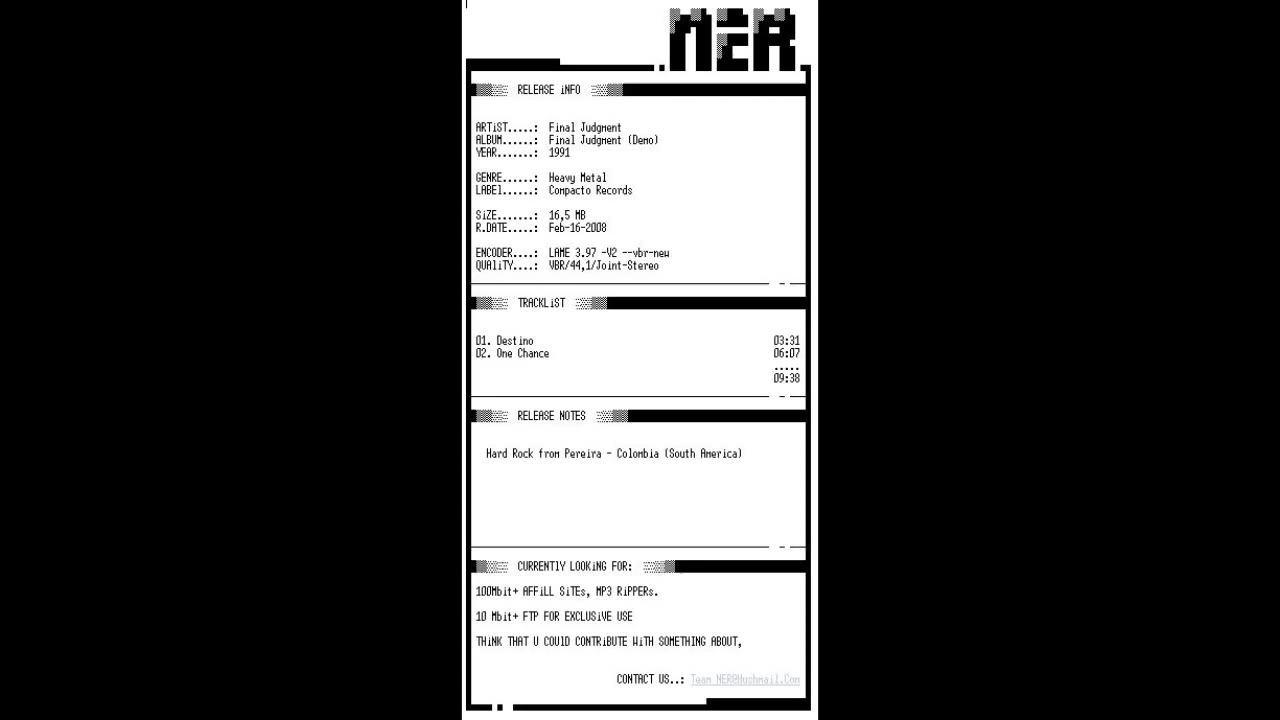 NER
RELEASE iNFO
ARTiST.....: Final Judgment
ALBUM......: Final Judgment (Demo)
YEAR.......: 1991
GENRE......: Heavy Metal
LABEl......: Compacto Records
SiZE.......: 16,5 MB
R.DATE.....: Feb-16-2008
ENCODER....: LAME 3.97 -V2 --vbr-new
QUALiTY....: VBR/44,1/Joint-Stereo
TRACKLiST
01. Destino 03:31
02. One Chance 06:07
.....
09:38
RELEASE NOTES
Hard Rock from Pereira - Colombia (South America)
CURRENTlY LOOKiNG FOR:
100Mbit+ AFFiLL SiTEs, MP3 RiPPERs.
10 Mbit+ FTP FOR EXCLUSiVE USE
THiNK THAT U COUlD CONTRiBUTE WiTH SOMETHiNG ABOUT,
CONTACT US..: Team_NER@Hushmail.Com